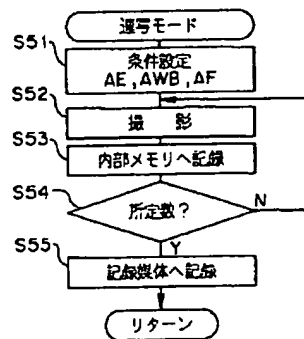 連写モード
S51
条件設定
AE,AWB,AF
S52
撮 影
S53
内部メモリへ記録
S54
所定数?
N
Y
S55
記録媒体へ記録
リターン